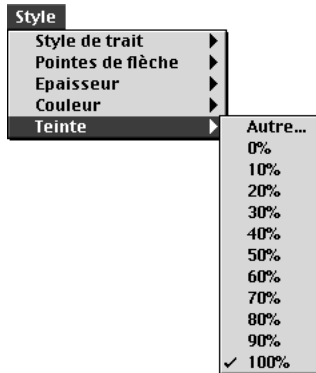 Style
Style de trait
Pointes de flèche
Epaisseur
Couleur
Teinte
Autre...
0%
10%
20%
30%
40%
50%
60%
70%
80%
90%
✓ 100%